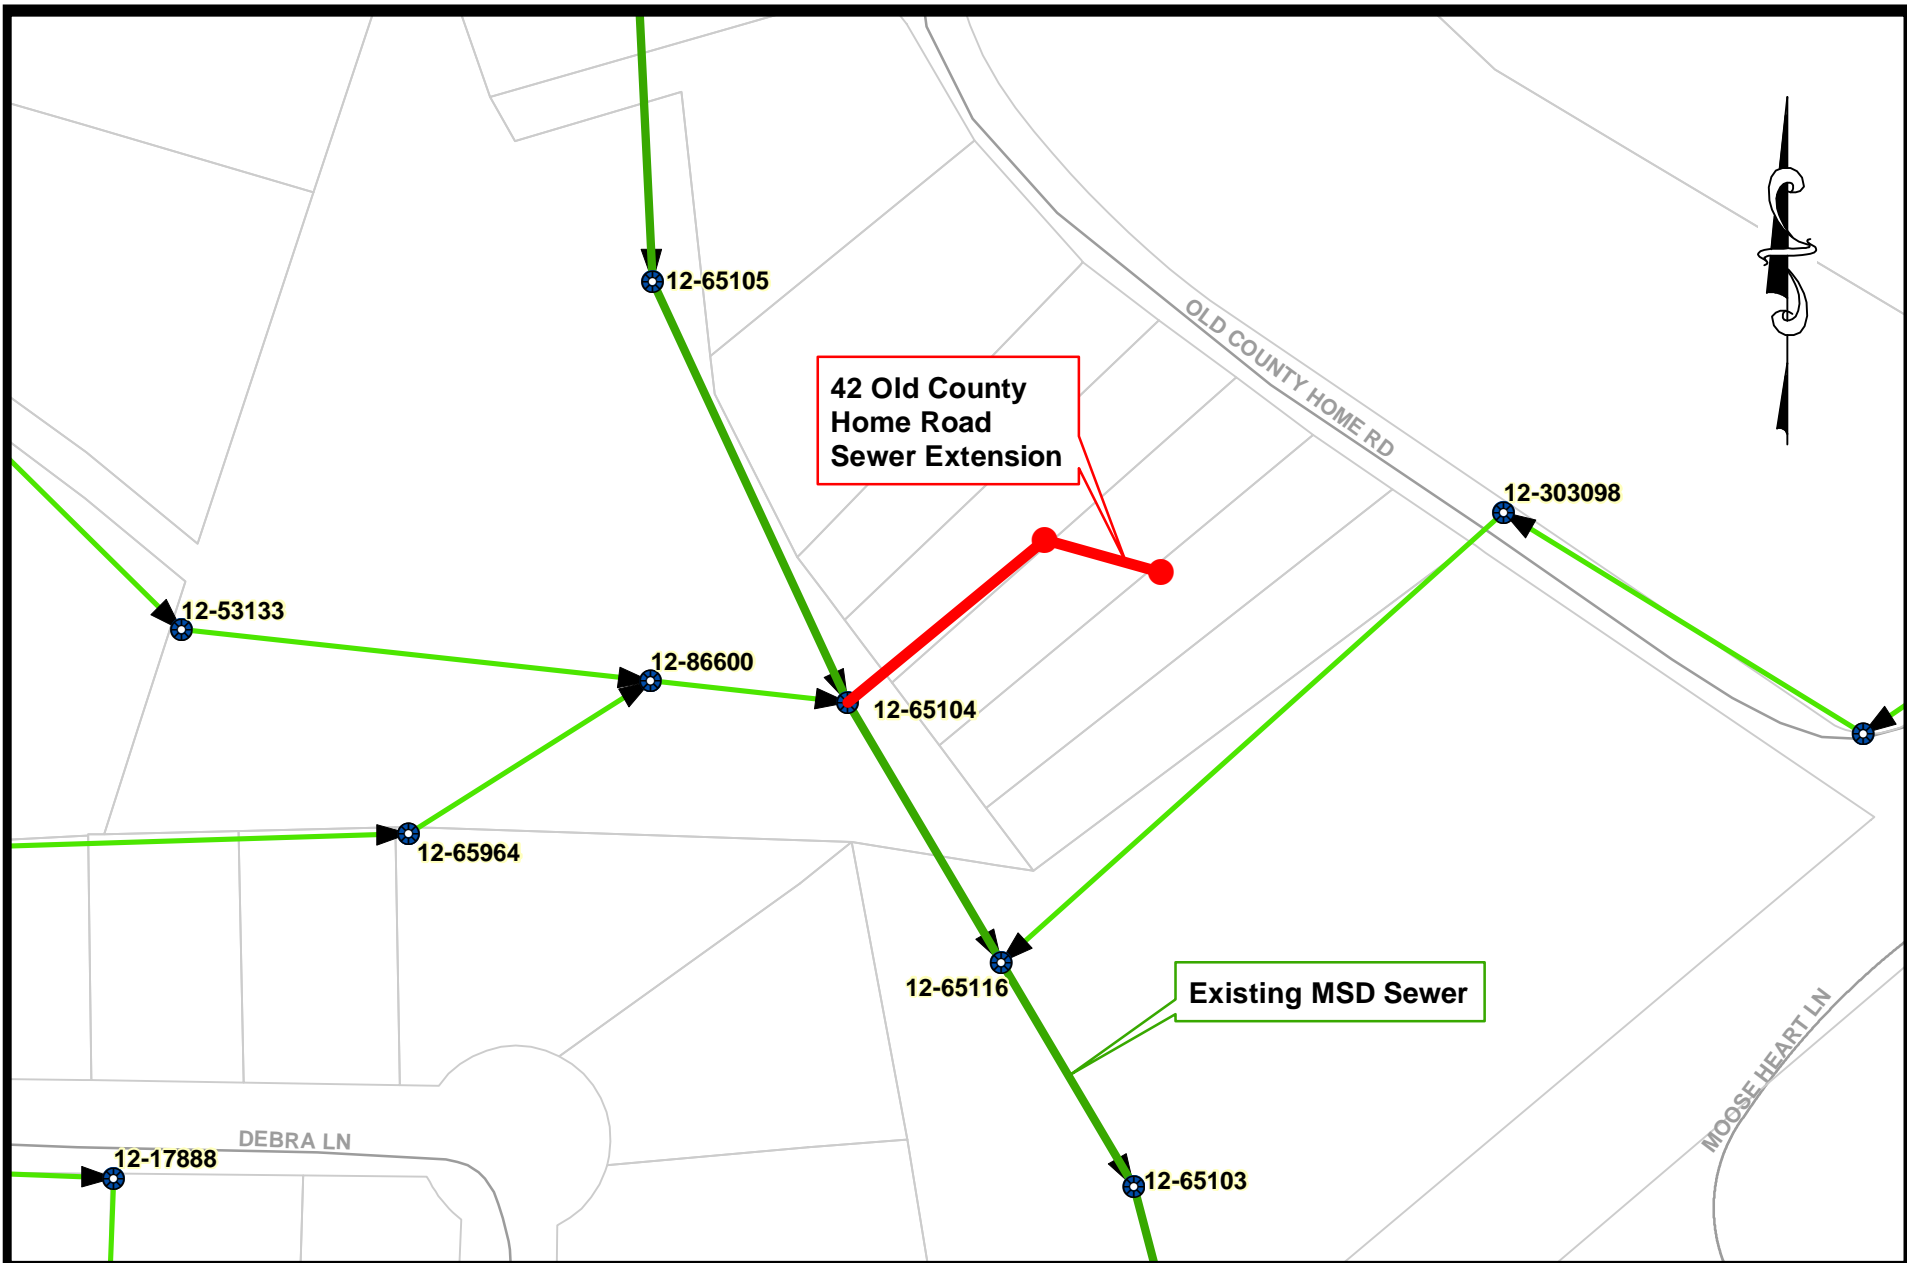 12-65105
OLD COUNTY HOME RD
42 Old County
Home Road
Sewer Extension
12-303098
12-53133
12-86600
12-65104
12-65964
12-65116
Existing MSD Sewer
MOOSE HEART LN
DEBRA LN
12-17888
12-65103